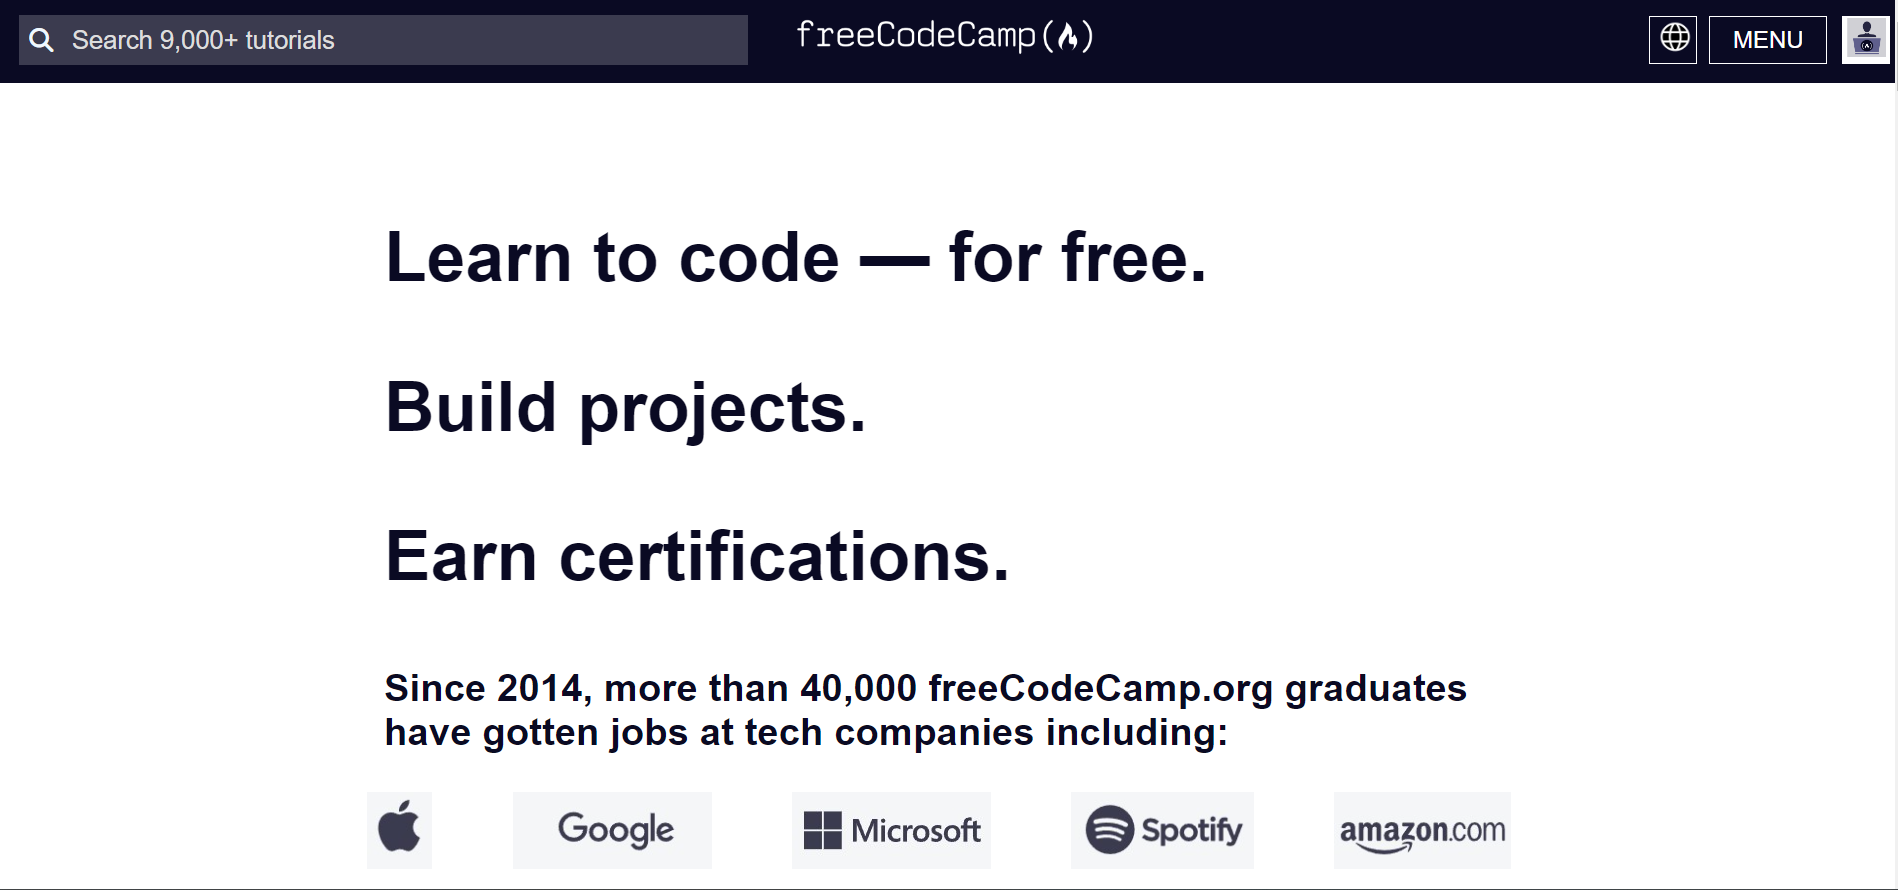 Search 9,000+ tutorials
freeCodeCamp(🔥)
MENU
Learn to code — for free.
Build projects.
Earn certifications.
Since 2014, more than 40,000 freeCodeCamp.org graduates
have gotten jobs at tech companies including:
Google
Microsoft
Spotify
amazon.com